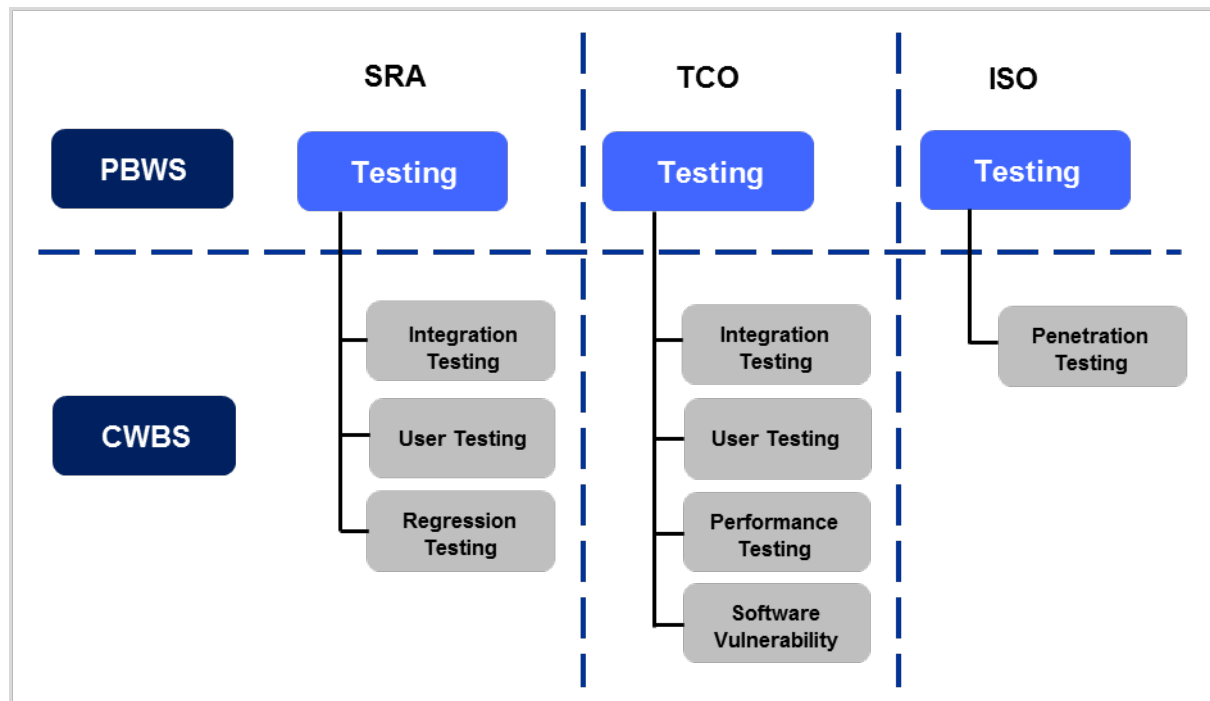 SRA
TCO
ISO
PBWS
Testing
Testing
Testing
CWBS
Integration
Testing
User Testing
Regression
Testing
Integration
Testing
User Testing
Performance
Testing
Software
Vulnerability
Penetration
Testing